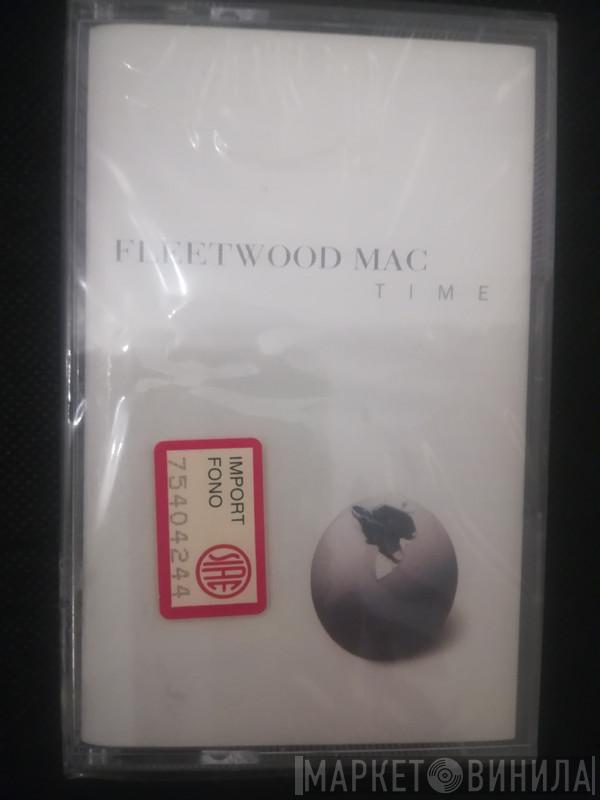 FLEETWOOD MAC
TIME
IMPORT
FONO
SIAE
75404244
МАРКЕТ ВИНИЛА